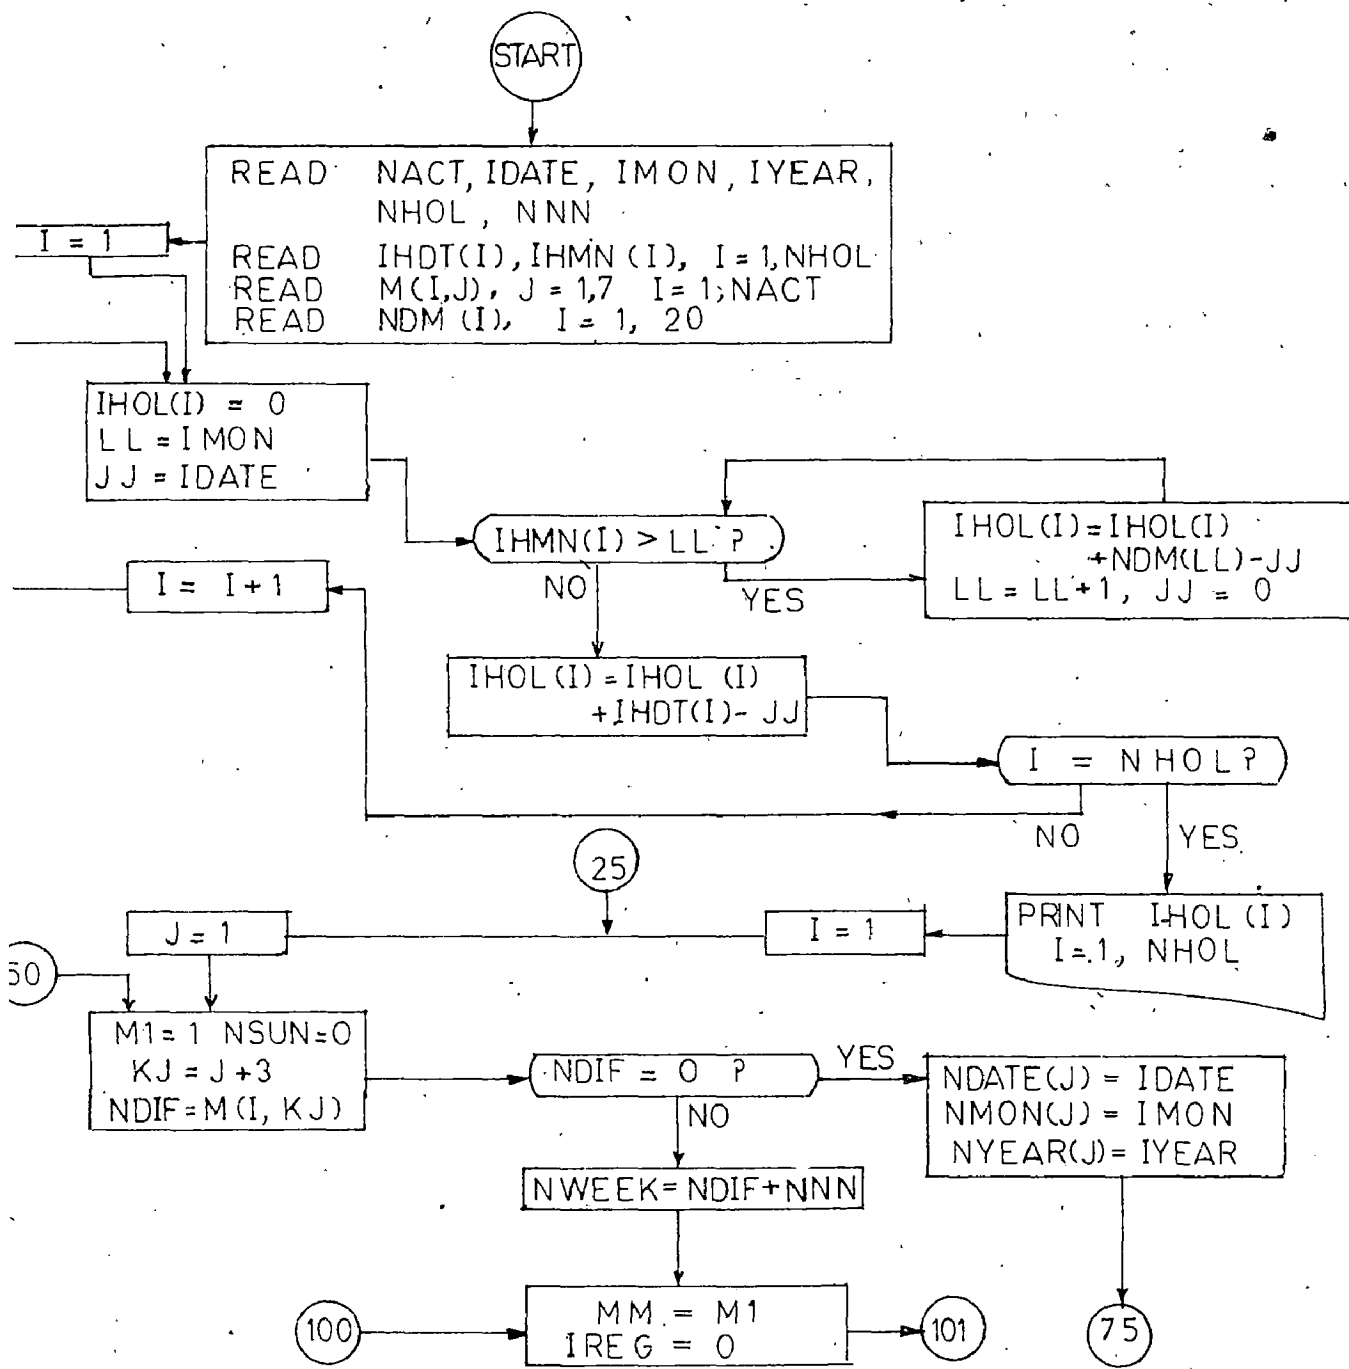 START
READ NACT, IDATE, IMON, IYEAR,
NHOL, NNN
READ IHDT(I), IHMN(I), I = 1, NHOL
READ M(I,J), J = 1,7 I = 1, NACT
READ NDM(I), I = 1, 20
I = 1
IHOL(I) = 0
LL = IMON
JJ = IDATE
IHMN(I) > LL ?
NO
YES
IHOL(I) = IHOL(I)
+NDM(LL)-JJ
LL = LL+1, JJ = 0
I = I+1
IHOL(I) = IHOL(I)
+IHDT(I)-JJ
I = NHOL?
NO
YES
25
PRINT IHOL(I)
I=1, NHOL
I = 1
J = 1
50
M1=1 NSUN=0
KJ = J+3
NDIF=M(I, KJ)
NDIF = 0 ?
YES
NO
NDATE(J) = IDATE
NMON(J) = IMON
NYEAR(J) = IYEAR
NWEEK=NDIF+NNN
100
MM = M1
IREG = 0
101
75